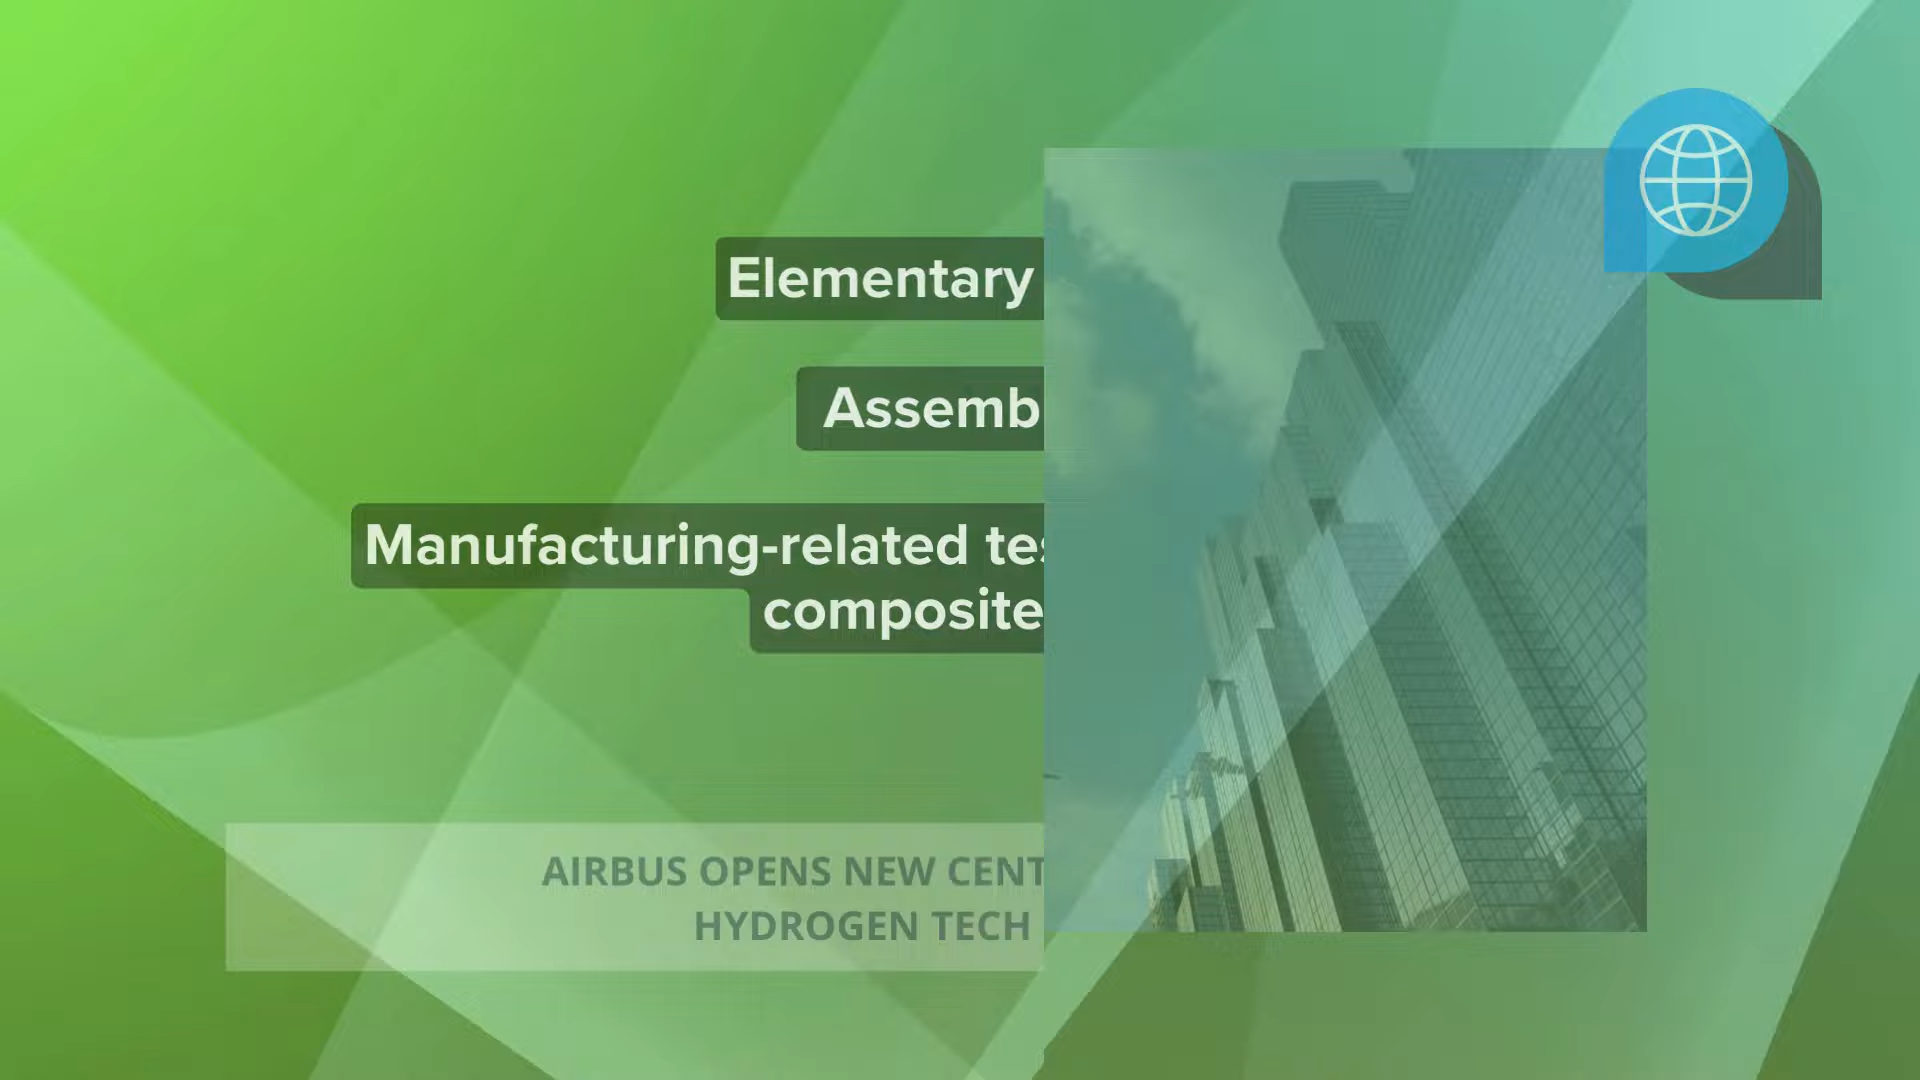 Elementary
Assemb
Manufacturing-related tes
composite
AIRBUS OPENS NEW CENT
HYDROGEN TECH